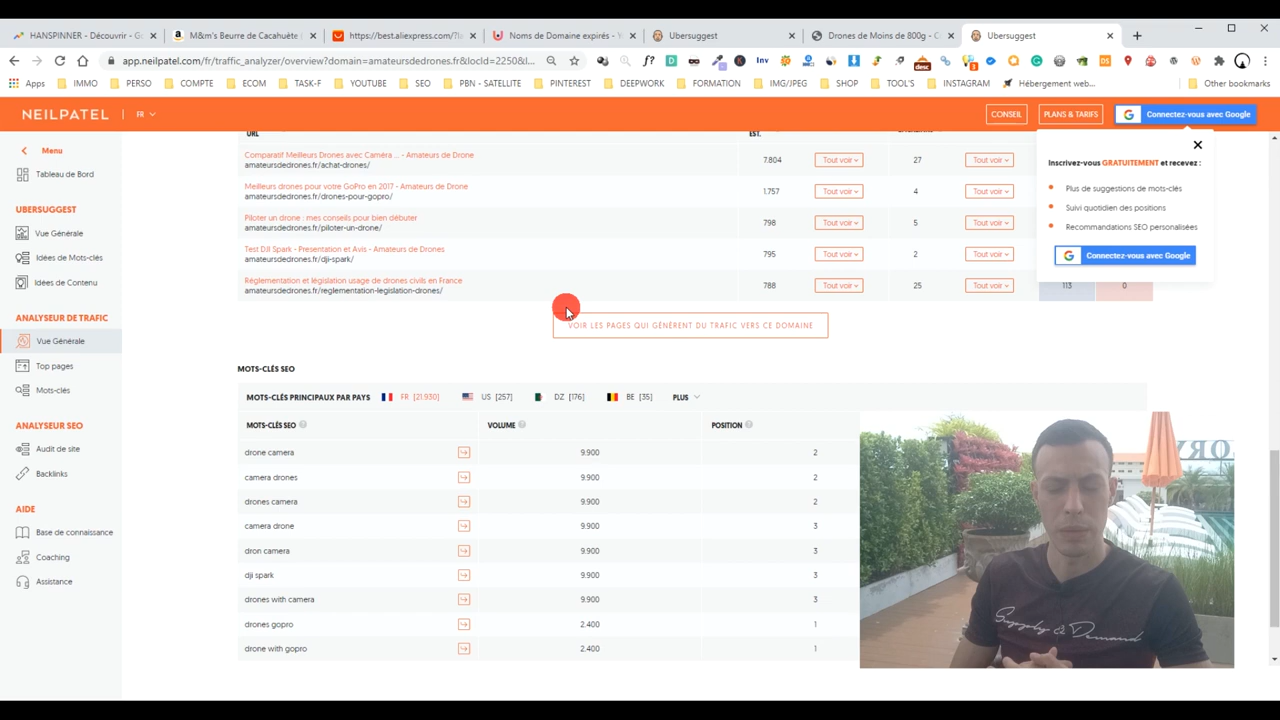 HANSPINNER - Découvrir - Go
M&m's Beurre de Cacahuète
https://best.aliexpress.com/?l
Noms de Domaine expirés - V
Ubersuggest
Drones de Moins de 800g - C
Ubersuggest
app.neilpatel.com/fr/traffic_analyzer/overview?domain=amateursdedrones.fr&locId=2250&l...
Apps
IMMO
PERSO
COMPTE
ECOM
TASK-F
YOUTUBE
SEO
PBN - SATELLITE
PINTEREST
DEEPWORK
FORMATION
IMG/JPEG
SHOP
TOOL'S
INSTAGRAM
Hébergement web...
Other bookmarks
NEILPATEL
FR
CONSEIL
PLANS & TARIFS
Connectez-vous avec Google
Menu
Tableau de Bord
UBERSUGGEST
Vue Générale
Idées de Mots-clés
Idées de Contenu
ANALYSEUR DE TRAFIC
Vue Générale
Top pages
Mots-clés
ANALYSEUR SEO
Audit de site
Backlinks
AIDE
Base de connaissance
Coaching
Assistance
URL
EST.
Comparatif Meilleurs Drones avec Caméra ... - Amateurs de Drone
amateursdedrones.fr/achat-drones/
7.804 Tout voir 27 Tout voir
Meilleurs drones pour votre GoPro en 2017 - Amateurs de Drone
amateursdedrones.fr/drones-pour-gopro/
1.757 Tout voir 4 Tout voir
Piloter un drone : mes conseils pour bien débuter
amateursdedrones.fr/piloter-un-drone/
798 Tout voir 5 Tout voir
Test DJI Spark - Presentation et Avis - Amateurs de Drones
amateursdedrones.fr/dji-spark/
795 Tout voir 2 Tout voir
Réglementation et législation usage de drones civils en France
amateursdedrones.fr/reglementation-legislation-drones/
788 Tout voir 25 Tout voir 113 0
Inscrivez-vous GRATUITEMENT et recevez :
Plus de suggestions de mots-clés
Suivi quotidien des positions
Recommandations SEO personalisées
Connectez-vous avec Google
VOIR LES PAGES QUI GÉNÈRENT DU TRAFIC VERS CE DOMAINE
MOTS-CLÉS SEO
MOTS-CLÉS PRINCIPAUX PAR PAYS FR [21.930] US [257] DZ [176] BE [35] PLUS
MOTS-CLÉS SEO VOLUME POSITION
drone camera 9.900 2
camera drones 9.900 2
drones camera 9.900 2
camera drone 9.900 3
dron camera 9.900 3
dji spark 9.900 3
drones with camera 9.900 3
drones gopro 2.400 1
drone with gopro 2.400 1
Supply & Demand